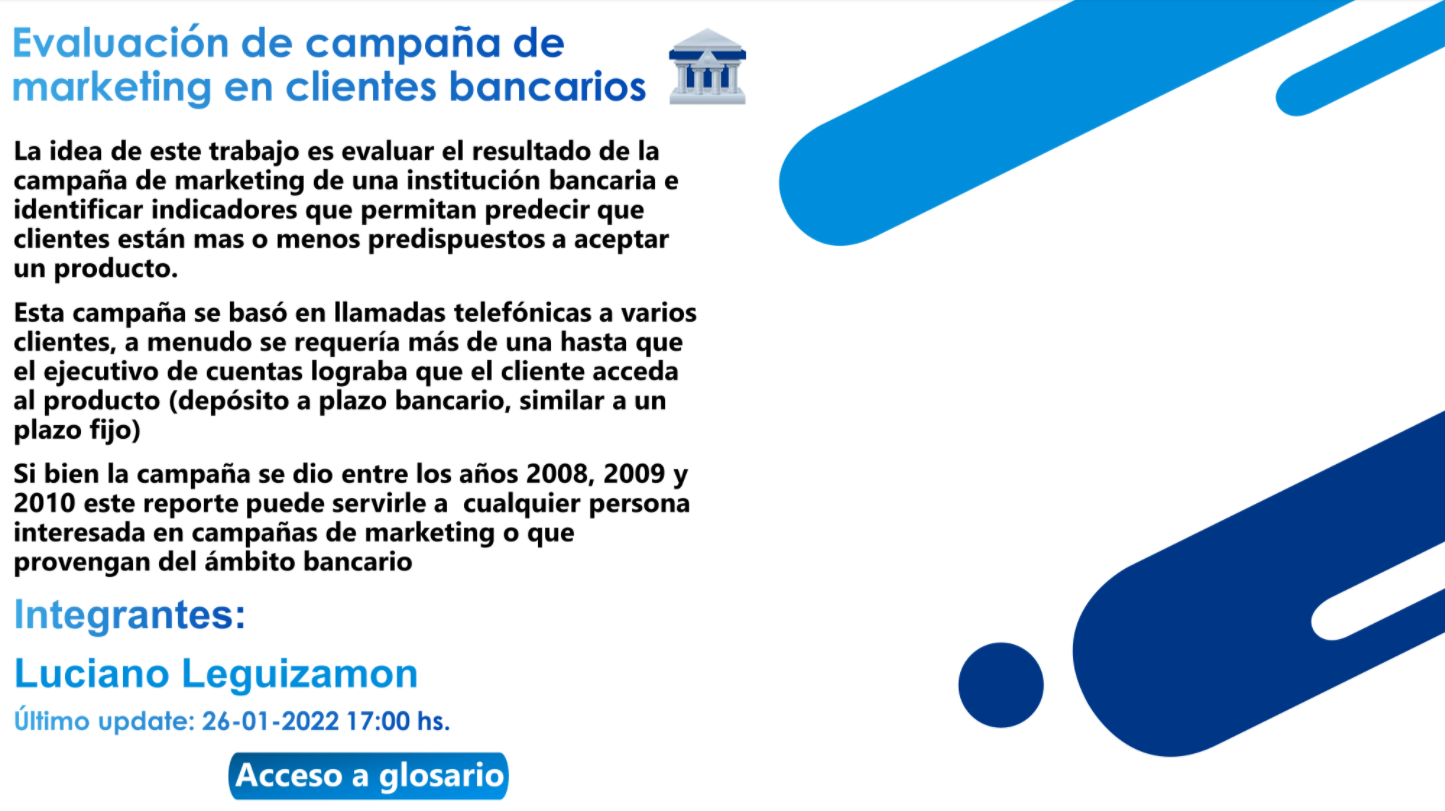 Evaluación de campaña de
marketing en clientes bancarios
La idea de este trabajo es evaluar el resultado de la
campaña de marketing de una institución bancaria e
identificar indicadores que permitan predecir que
clientes están mas o menos predispuestos a aceptar
un producto.
Esta campaña se basó en llamadas telefónicas a varios
clientes, a menudo se requería más de una hasta que
el ejecutivo de cuentas lograba que el cliente acceda
al producto (depósito a plazo bancario, similar a un
plazo fijo)
Si bien la campaña se dio entre los años 2008, 2009 y
2010 este reporte puede servirle a  cualquier persona
interesada en campañas de marketing o que
provengan del ámbito bancario
Integrantes:
Luciano Leguizamon
Último update: 26-01-2022 17:00 hs.
Acceso a glosario